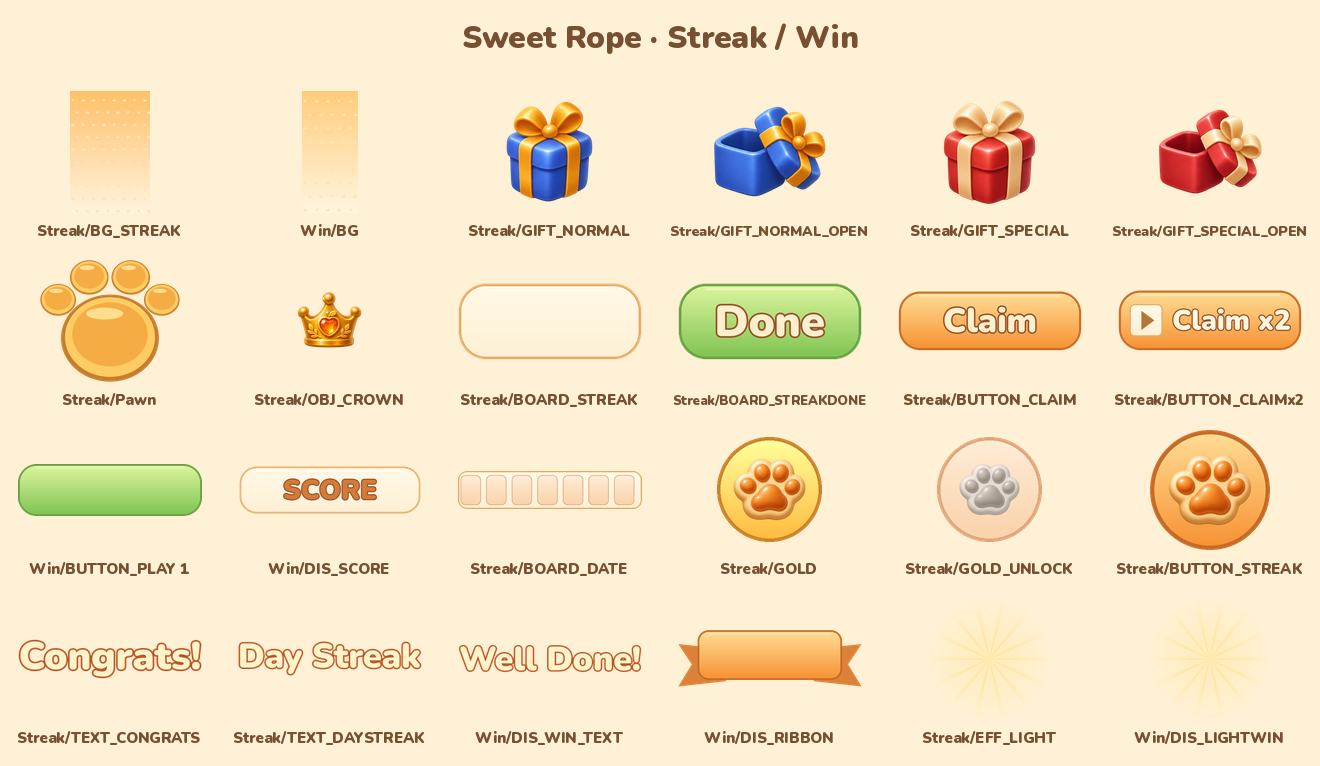 Sweet Rope · Streak / Win
Streak/BG_STREAK
Win/BG
Streak/GIFT_NORMAL
Streak/GIFT_NORMAL_OPEN
Streak/GIFT_SPECIAL
Streak/GIFT_SPECIAL_OPEN
Done
Claim
Claim x2
Streak/Pawn
Streak/OBJ_CROWN
Streak/BOARD_STREAK
Streak/BOARD_STREAKDONE
Streak/BUTTON_CLAIM
Streak/BUTTON_CLAIMx2
SCORE
Win/BUTTON_PLAY 1
Win/DIS_SCORE
Streak/BOARD_DATE
Streak/GOLD
Streak/GOLD_UNLOCK
Streak/BUTTON_STREAK
Congrats!
Day Streak
Well Done!
Streak/TEXT_CONGRATS
Streak/TEXT_DAYSTREAK
Win/DIS_WIN_TEXT
Win/DIS_RIBBON
Streak/EFF_LIGHT
Win/DIS_LIGHTWIN